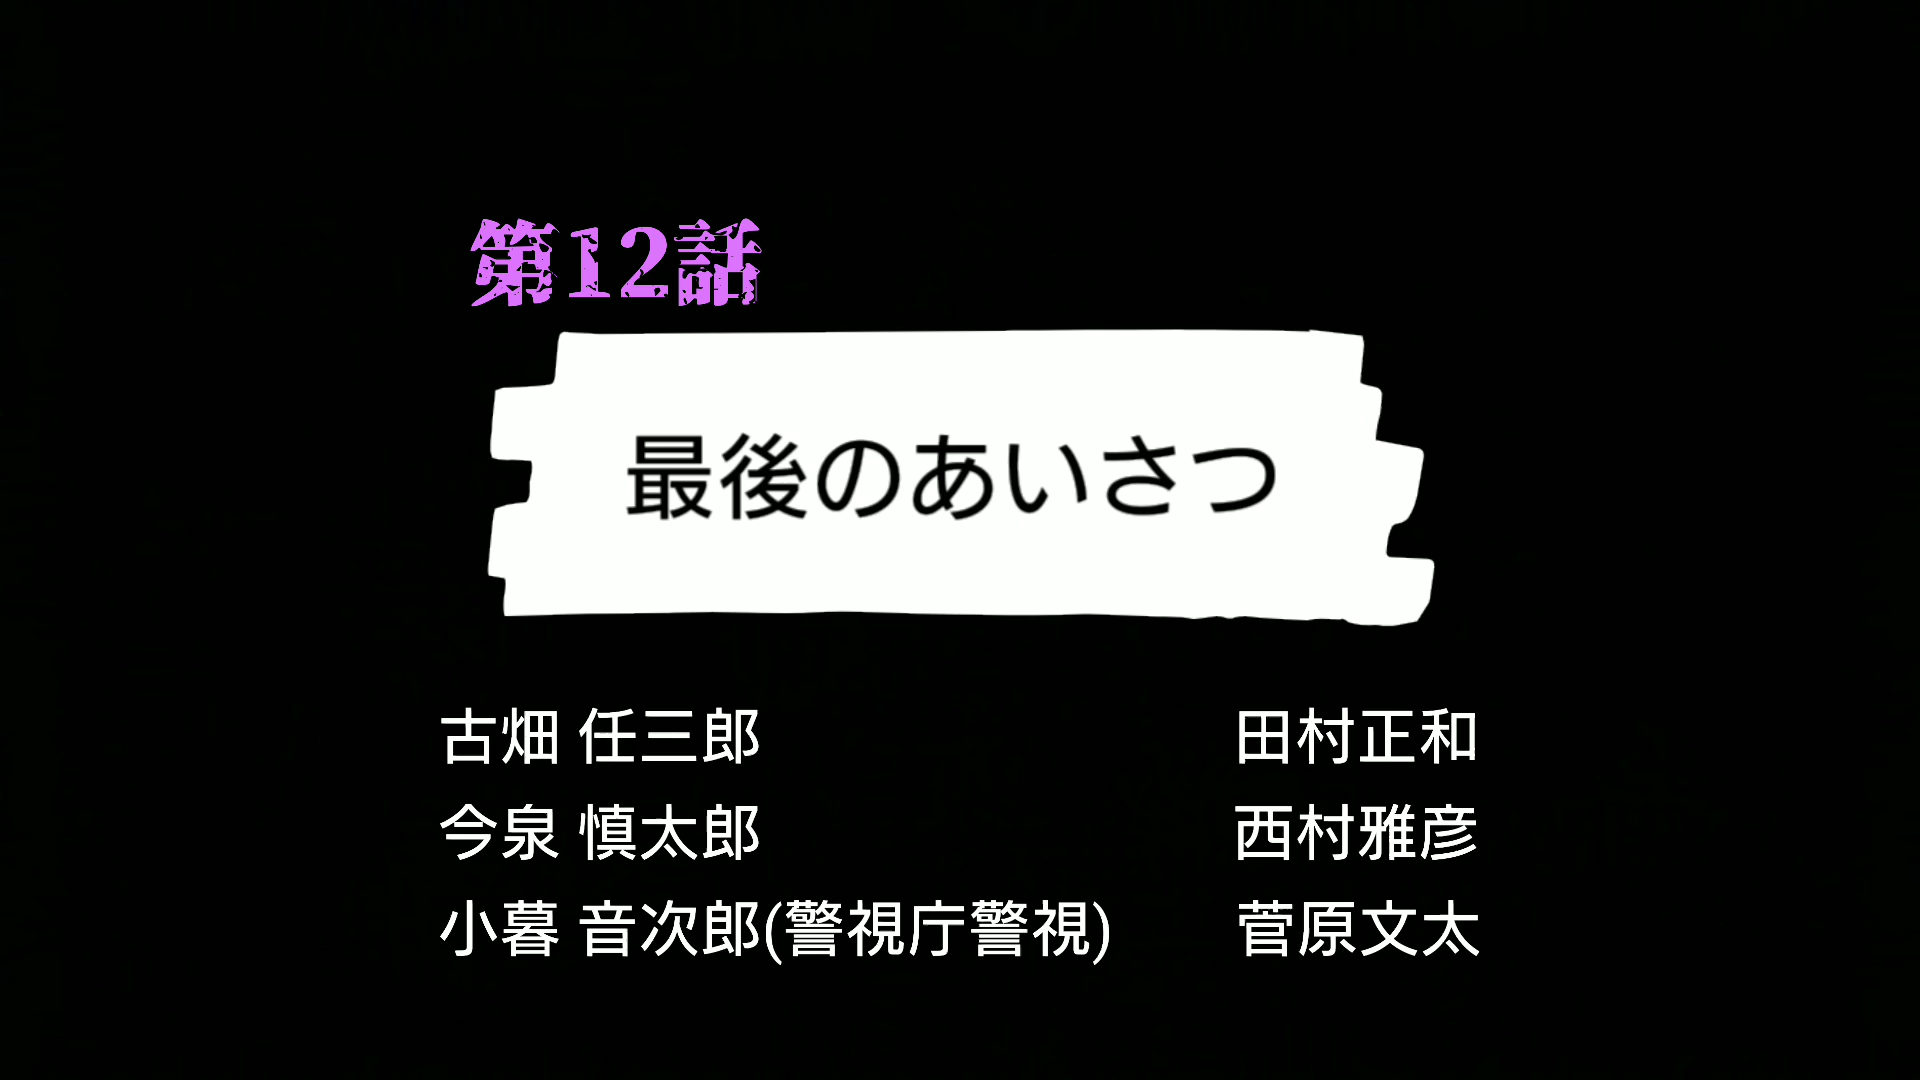 第12話
最後のあいさつ
古畑 任三郎 田村正和
今泉 慎太郎 西村雅彦
小暮 音次郎(警視庁警視) 菅原文太